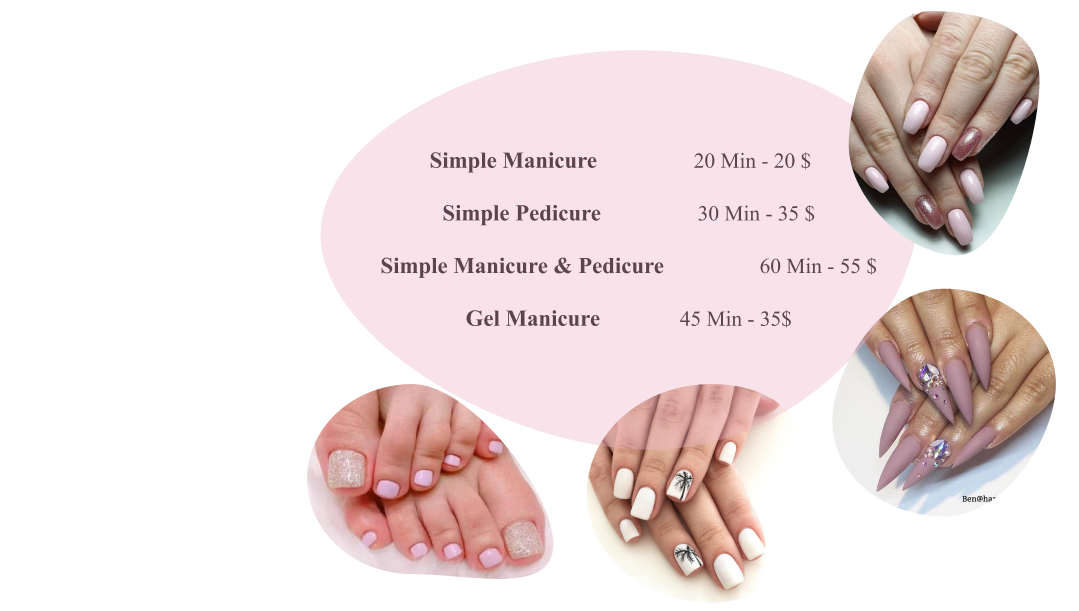 Simple Manicure 20 Min - 20 $
Simple Pedicure 30 Min - 35 $
Simple Manicure & Pedicure 60 Min - 55 $
Gel Manicure 45 Min - 35$